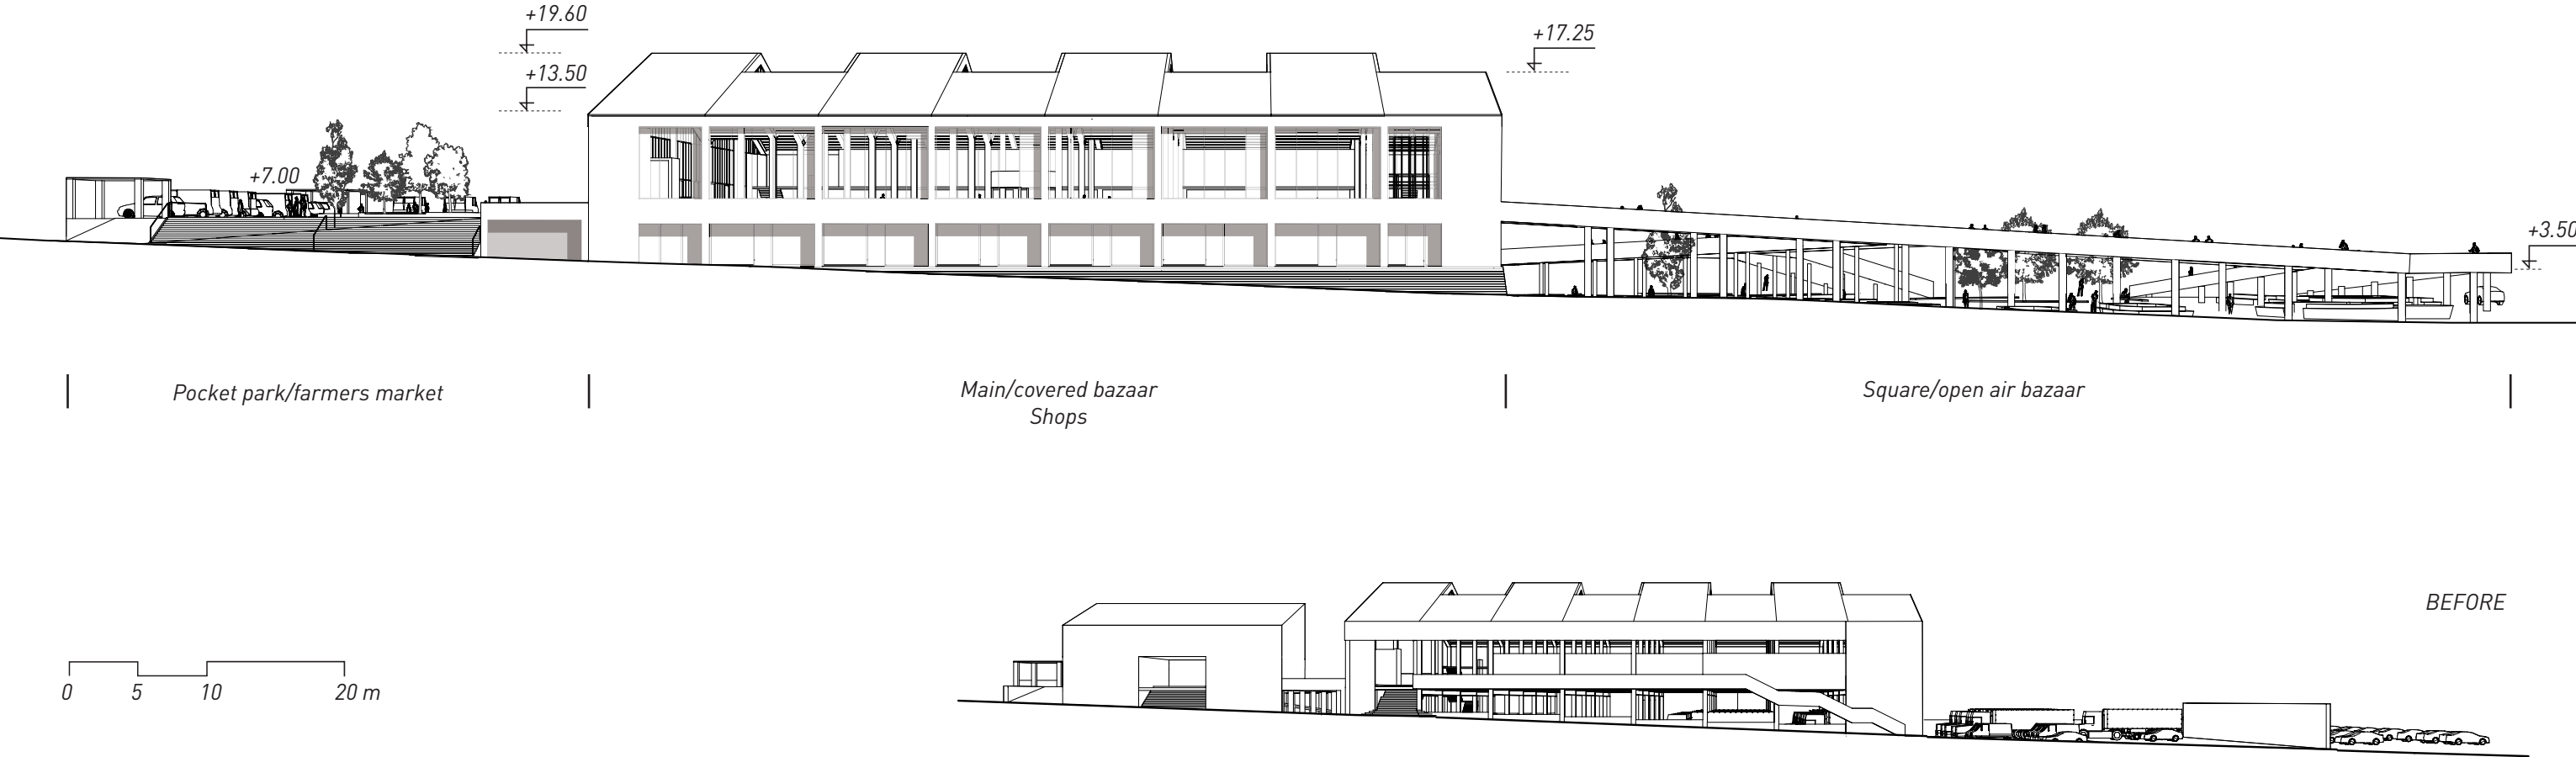 +19.60
+17.25
+13.50
+7.00
+3.50
Pocket park/farmers market
Main/covered bazaar
Shops
Square/open air bazaar
BEFORE
0 5 10 20 m